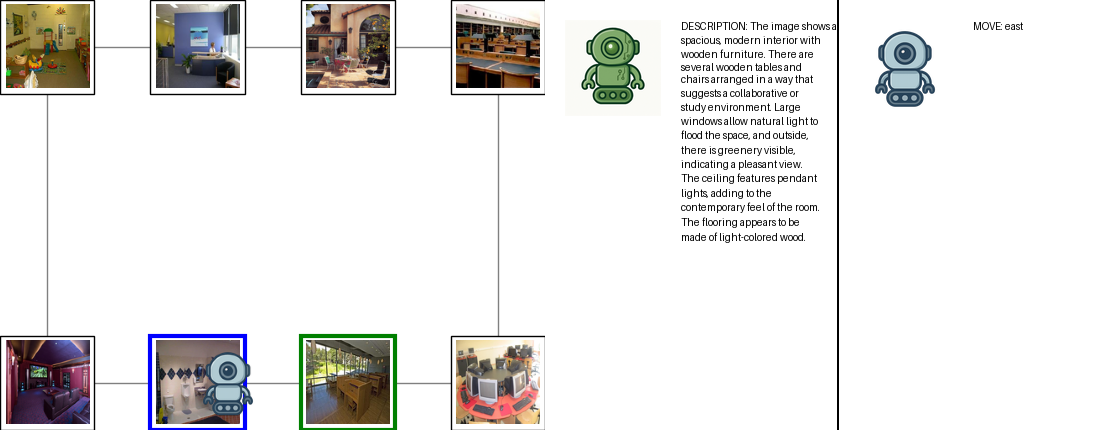 DESCRIPTION: The image shows a
spacious, modern interior with
wooden furniture. There are
several wooden tables and
chairs arranged in a way that
suggests a collaborative or
study environment. Large
windows allow natural light to
flood the space, and outside,
there is greenery visible,
indicating a pleasant view.
The ceiling features pendant
lights, adding to the
contemporary feel of the room.
The flooring appears to be
made of light-colored wood.
MOVE: east